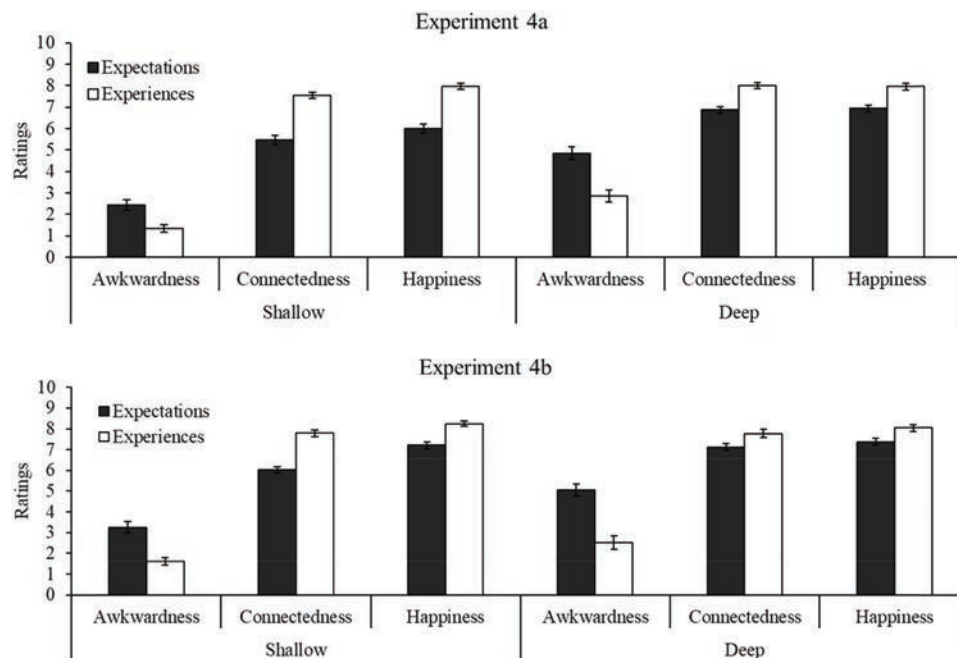 Experiment 4a
10
9
8
7
6
5
4
3
2
1
0
Ratings
Expectations
Experiences
Awkwardness Connectedness Happiness Awkwardness Connectedness Happiness
Shallow Deep
Experiment 4b
10
9
8
7
6
5
4
3
2
1
0
Ratings
Expectations
Experiences
Awkwardness Connectedness Happiness Awkwardness Connectedness Happiness
Shallow Deep